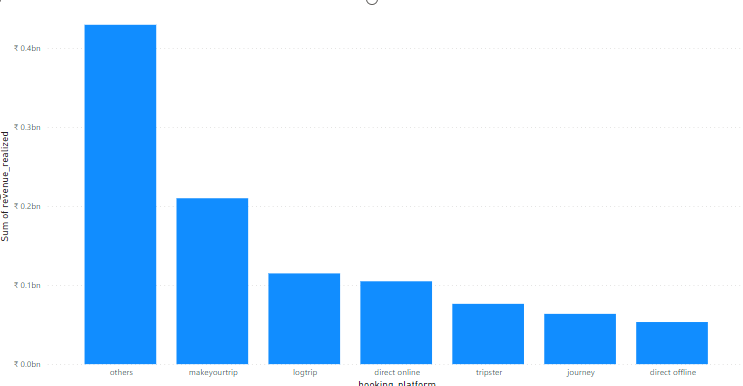 Sum of revenue_realized
₹ 0.4bn
₹ 0.3bn
₹ 0.2bn
₹ 0.1bn
₹ 0.0bn
others makeyourtrip logtrip direct online tripster journey direct offline
booking_platform